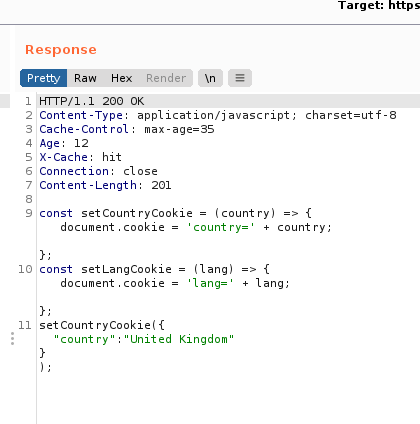 Target: https
Response
Pretty Raw Hex Render \n
1 HTTP/1.1 200 OK
2 Content-Type: application/javascript; charset=utf-8
3 Cache-Control: max-age=35
4 Age: 12
5 X-Cache: hit
6 Connection: close
7 Content-Length: 201
8
9 const setCountryCookie = (country) => {
document.cookie = 'country=' + country;
};
10 const setLangCookie = (lang) => {
document.cookie = 'lang=' + lang;
};
11 setCountryCookie({
"country":"United Kingdom"
}
);